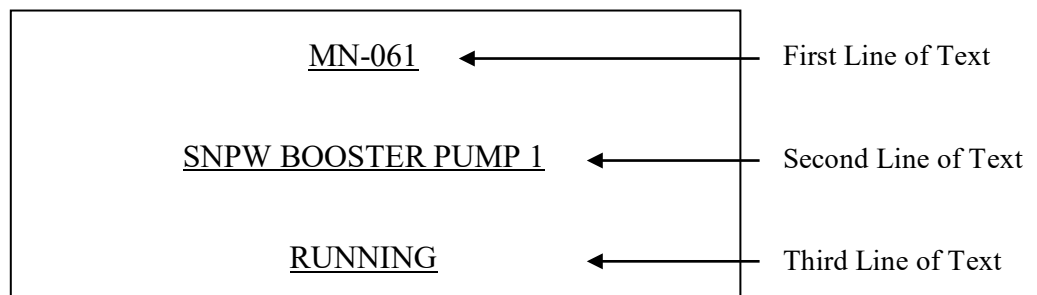 MN-061 First Line of Text
SNPW BOOSTER PUMP 1 Second Line of Text
RUNNING Third Line of Text